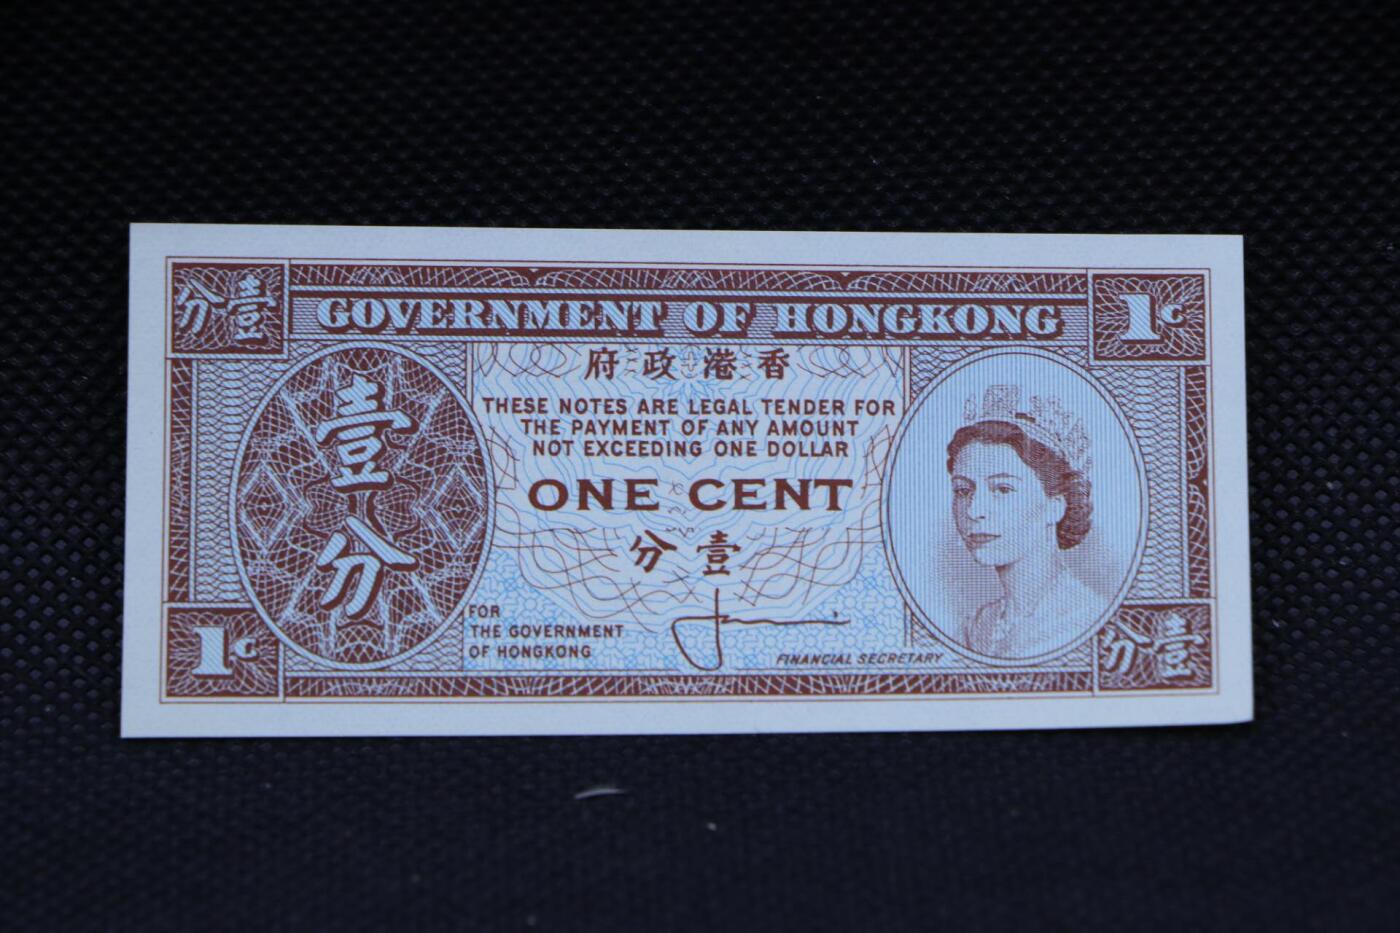 分壹
1c
GOVERNMENT OF HONGKONG
府政港香
THESE NOTES ARE LEGAL TENDER FOR
THE PAYMENT OF ANY AMOUNT
NOT EXCEEDING ONE DOLLAR
ONE CENT
分壹
壹分
FOR
THE GOVERNMENT
OF HONGKONG
FINANCIAL SECRETARY
1c
分壹